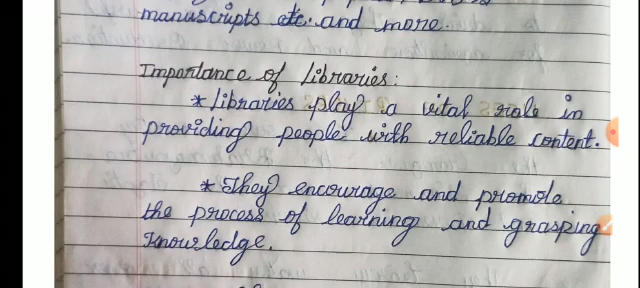 manuscripts etc. and more.
Importance of Libraries:
* Libraries play a vital role in
providing people with reliable content.
* They encourage and promote
the process of learning and grasping
knowledge.